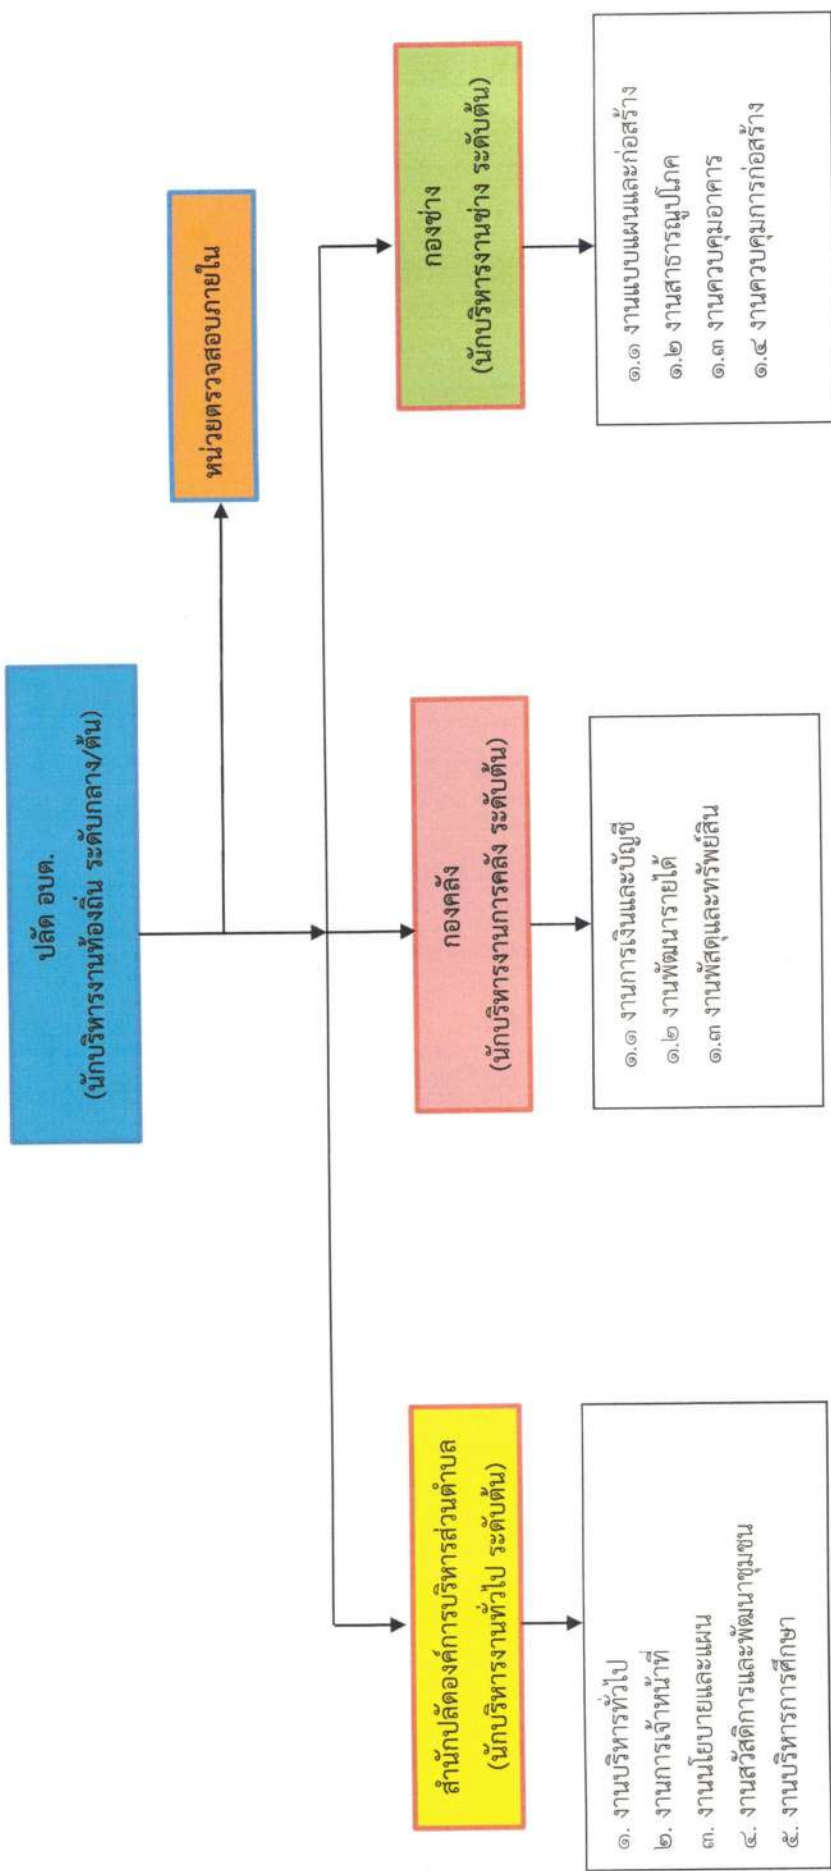 ปลัด อบต.
(นักบริหารงานท้องถิ่น ระดับกลาง/ต้น)
หน่วยตรวจสอบภายใน
สำนักปลัดองค์การบริหารส่วนตำบล
(นักบริหารงานทั่วไป ระดับต้น)
กองคลัง
(นักบริหารงานการคลัง ระดับต้น)
กองช่าง
(นักบริหารงานช่าง ระดับต้น)
๑. งานบริหารทั่วไป
๒. งานการเจ้าหน้าที่
๓. งานนโยบายและแผน
๔. งานสวัสดิการและพัฒนาชุมชน
๕. งานบริหารการศึกษา
๑.๑ งานการเงินและบัญชี
๑.๒ งานพัฒนารายได้
๑.๓ งานพัสดุและทรัพย์สิน
๑.๑ งานแบบแผนและก่อสร้าง
๑.๒ งานสาธารณูปโภค
๑.๓ งานควบคุมอาคาร
๑.๔ งานควบคุมการก่อสร้าง